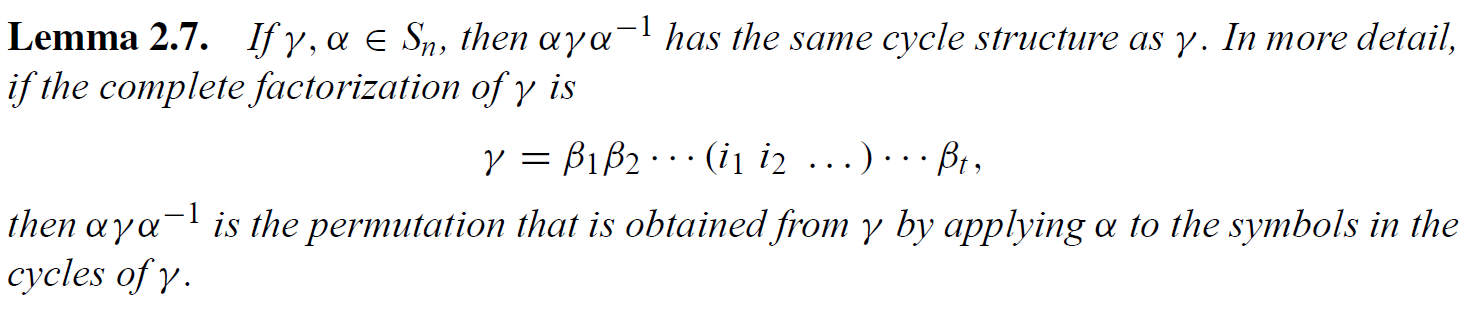 Lemma 2.7. If γ, α ∈ Sₙ, then αγα⁻¹ has the same cycle structure as γ. In more detail,
if the complete factorization of γ is
γ = β₁β₂ · · · (i₁ i₂ . . .) · · · βₜ,
then αγα⁻¹ is the permutation that is obtained from γ by applying α to the symbols in the
cycles of γ.